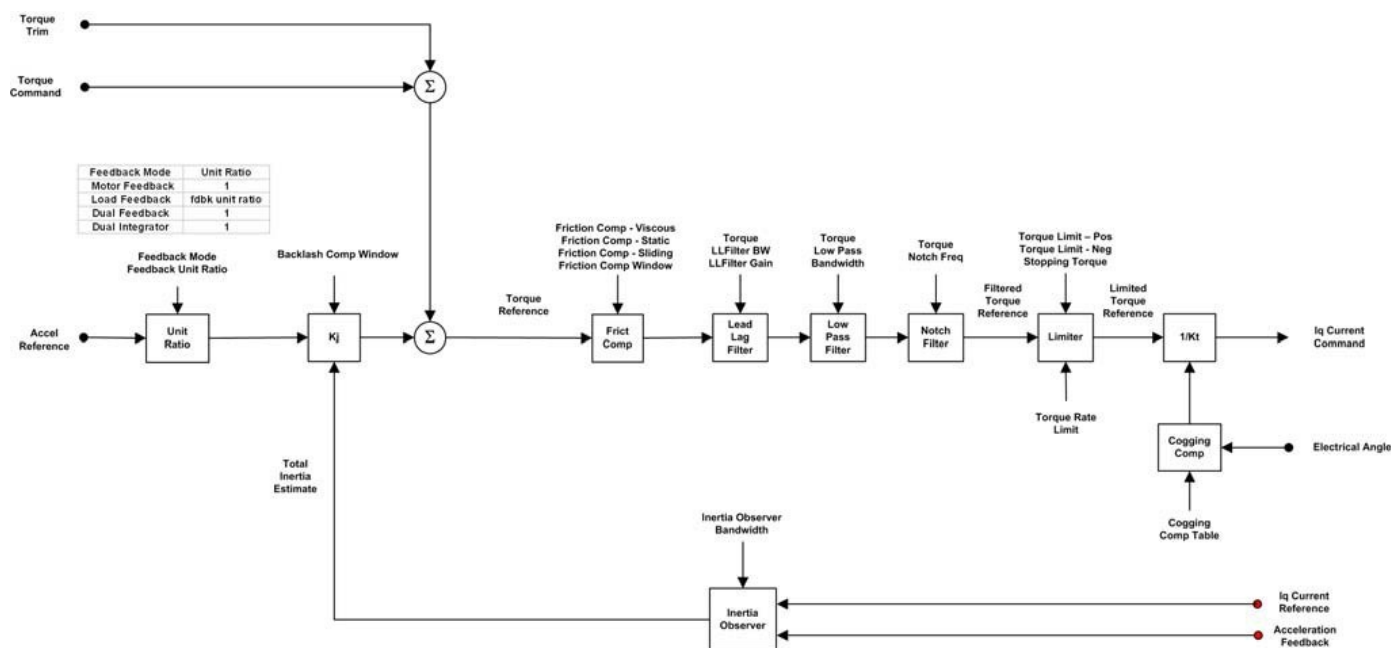 Torque
Trim
Torque
Command
Σ
Feedback Mode Unit Ratio
Motor Feedback 1
Load Feedback fdbk unit ratio
Dual Feedback 1
Dual Integrator 1
Feedback Mode
Feedback Unit Ratio
Backlash Comp Window
Friction Comp - Viscous
Friction Comp - Static
Friction Comp - Sliding
Friction Comp Window
Torque
LLFilter BW
LLFilter Gain
Torque
Low Pass
Bandwidth
Torque
Notch Freq
Torque Limit – Pos
Torque Limit - Neg
Stopping Torque
Torque
Reference
Filtered
Torque
Reference
Limited
Torque
Reference
Accel
Reference
Unit
Ratio
Kj
Σ
Frict
Comp
Lead
Lag
Filter
Low
Pass
Filter
Notch
Filter
Limiter
1/Kt
Iq Current
Command
Torque Rate
Limit
Cogging
Comp
Electrical Angle
Cogging
Comp Table
Total
Inertia
Estimate
Inertia Observer
Bandwidth
Inertia
Observer
Iq Current
Reference
Acceleration
Feedback